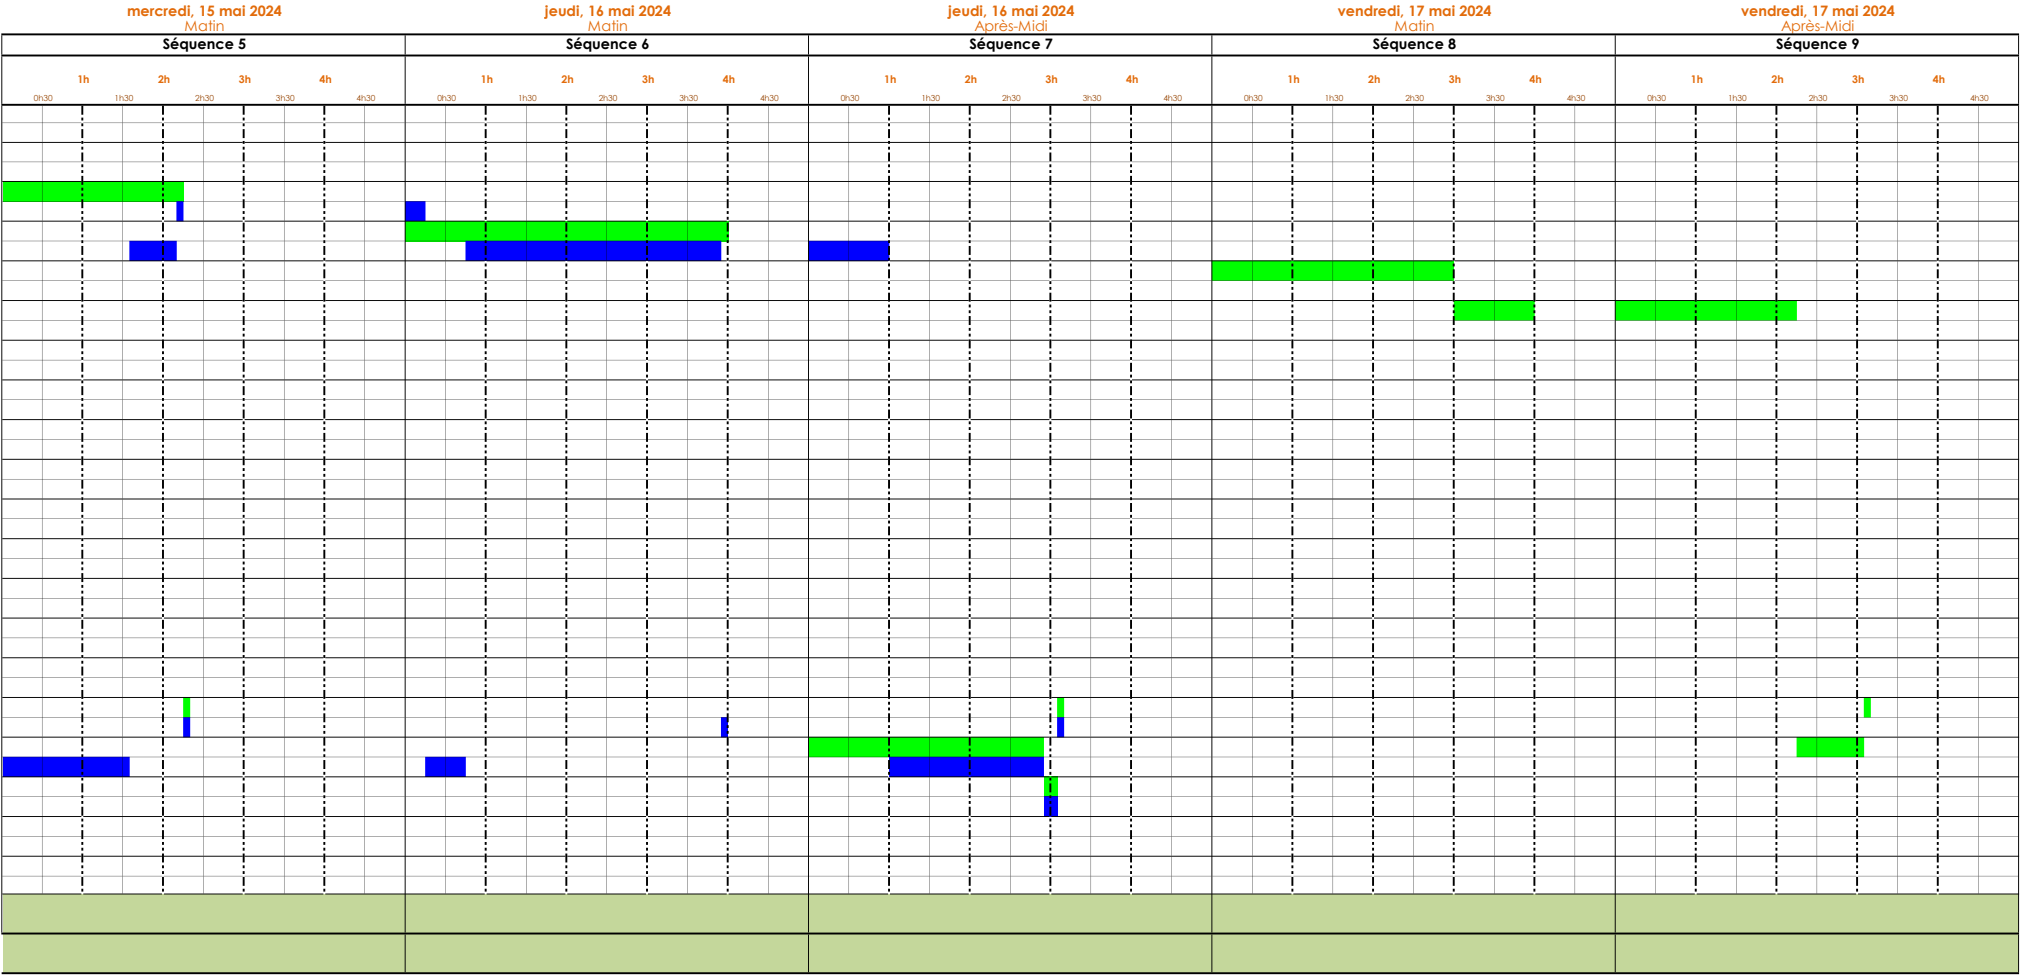 mercredi, 15 mai 2024 jeudi, 16 mai 2024 jeudi, 16 mai 2024 vendredi, 17 mai 2024 vendredi, 17 mai 2024
Matin Matin Après-Midi Matin Après-Midi
Séquence 5 Séquence 6 Séquence 7 Séquence 8 Séquence 9
1h 2h 3h 4h 1h 2h 3h 4h 1h 2h 3h 4h 1h 2h 3h 4h 1h 2h 3h 4h
0h30 1h30 2h30 3h30 4h30 0h30 1h30 2h30 3h30 4h30 0h30 1h30 2h30 3h30 4h30 0h30 1h30 2h30 3h30 4h30 0h30 1h30 2h30 3h30 4h30